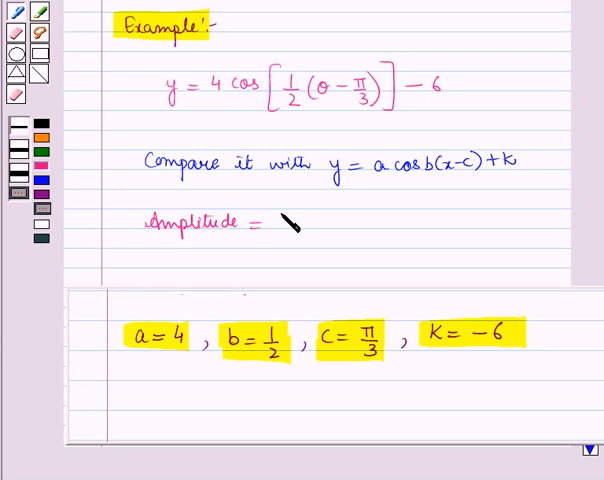 Example:-
y = 4 cos [ 1/2 (θ - π/3) ] - 6
Compare it with y = a cos b(x-c) + k
Amplitude =
a = 4 , b = 1/2 , c = π/3 , k = -6